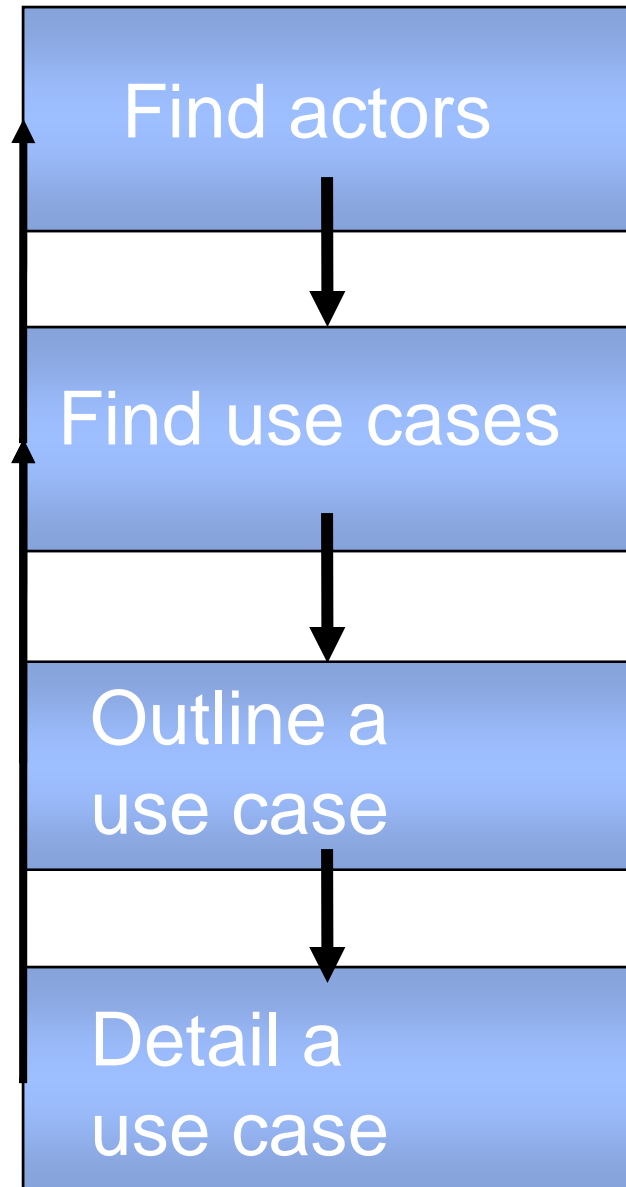 Find actors
Find use cases
Outline a
use case
Detail a
use case